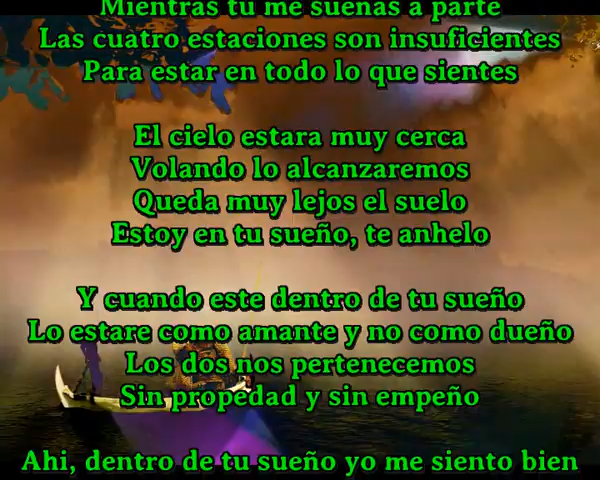 Mientras tu me sueñas a parte
Las cuatro estaciones son insuficientes
Para estar en todo lo que sientes
El cielo estara muy cerca
Volando lo alcanzaremos
Queda muy lejos el suelo
Estoy en tu sueño, te anhelo
Y cuando este dentro de tu sueño
Lo estare como amante y no como dueño
Los dos nos pertenecemos
Sin propedad y sin empeño
Ahi, dentro de tu sueño yo me siento bien